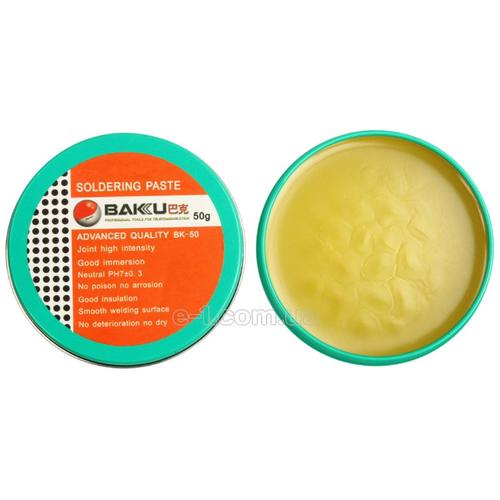 SOLDERING PASTE
BAKU巴克
PROFESSIONAL TOOLS FOR TELECOMMUNICATION
50g
ADVANCED QUALITY BK-50
Joint high intensity
Good immersion
Neutral PH7±0.3
No poison no arrosion
Good insulation
Smooth welding surface
No deterioration no dry
e-1.com.ua